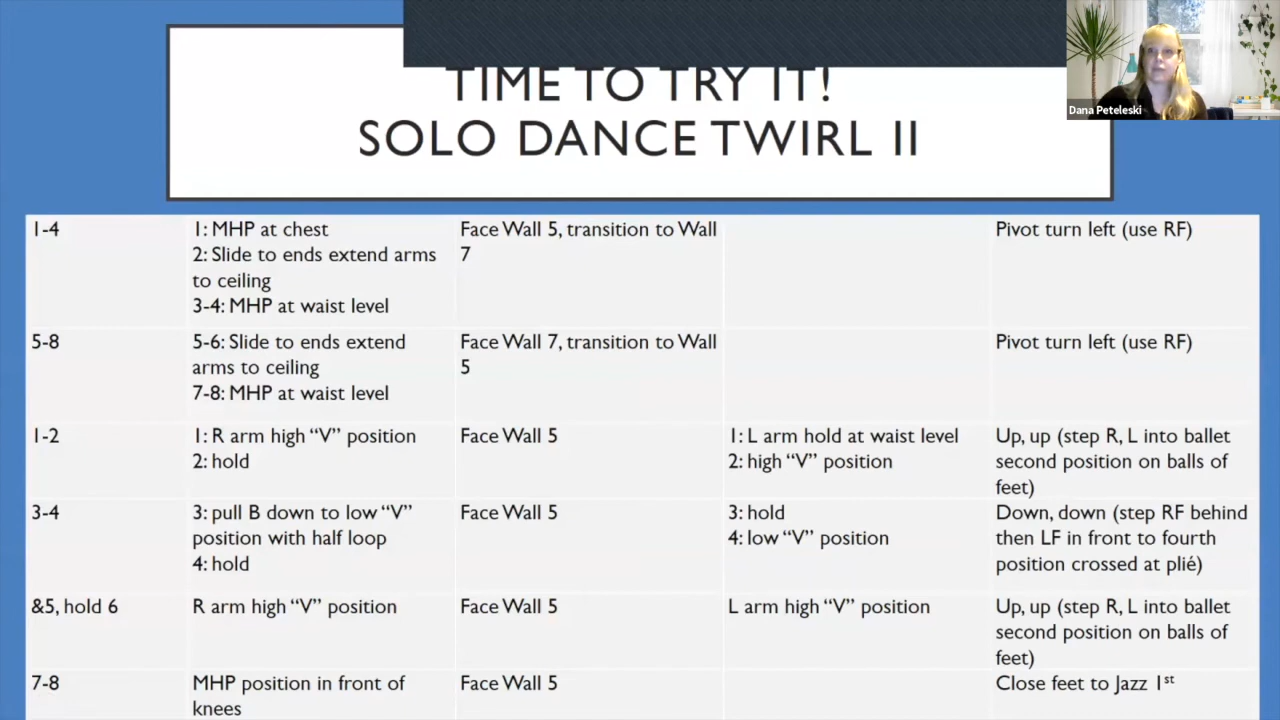 TIME TO TRY IT!
SOLO DANCE TWIRL II
Dana Peteleski
1-4
1: MHP at chest
2: Slide to ends extend arms
to ceiling
3-4: MHP at waist level
Face Wall 5, transition to Wall
7
Pivot turn left (use RF)
5-8
5-6: Slide to ends extend
arms to ceiling
7-8: MHP at waist level
Face Wall 7, transition to Wall
5
Pivot turn left (use RF)
1-2
1: R arm high “V” position
2: hold
Face Wall 5
1: L arm hold at waist level
2: high “V” position
Up, up (step R, L into ballet
second position on balls of
feet)
3-4
3: pull B down to low “V”
position with half loop
4: hold
Face Wall 5
3: hold
4: low “V” position
Down, down (step RF behind
then LF in front to fourth
position crossed at plié)
&5, hold 6
R arm high “V” position
Face Wall 5
L arm high “V” position
Up, up (step R, L into ballet
second position on balls of
feet)
7-8
MHP position in front of
knees
Face Wall 5
Close feet to Jazz 1st